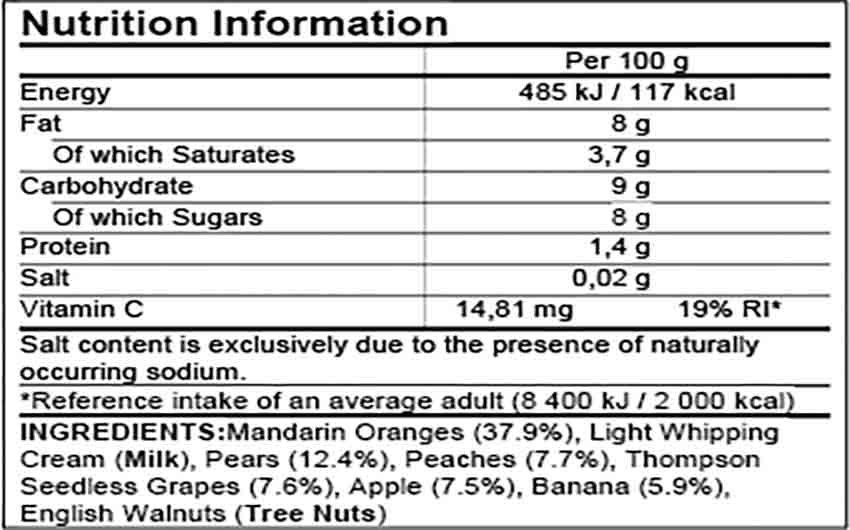 Nutrition Information
Per 100 g
Energy 485 kJ / 117 kcal
Fat 8 g
Of which Saturates 3,7 g
Carbohydrate 9 g
Of which Sugars 8 g
Protein 1,4 g
Salt 0,02 g
Vitamin C 14,81 mg 19% RI*
Salt content is exclusively due to the presence of naturally
occurring sodium.
*Reference intake of an average adult (8 400 kJ / 2 000 kcal)
INGREDIENTS:Mandarin Oranges (37.9%), Light Whipping
Cream (Milk), Pears (12.4%), Peaches (7.7%), Thompson
Seedless Grapes (7.6%), Apple (7.5%), Banana (5.9%),
English Walnuts (Tree Nuts)